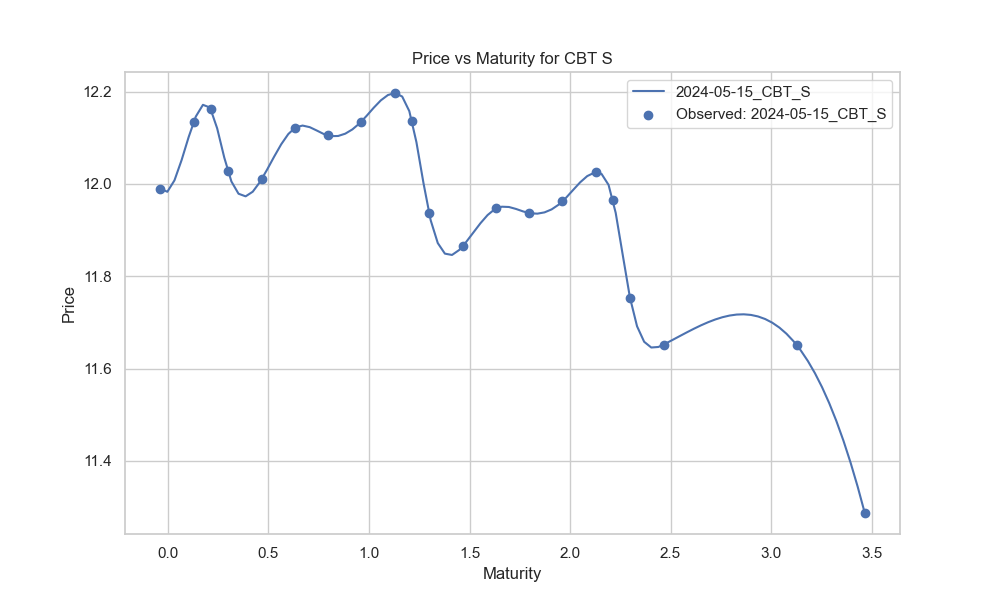 Price vs Maturity for CBT S
2024-05-15_CBT_S
Observed: 2024-05-15_CBT_S
12.2
12.0
11.8
11.6
11.4
Price
0.0 0.5 1.0 1.5 2.0 2.5 3.0 3.5
Maturity